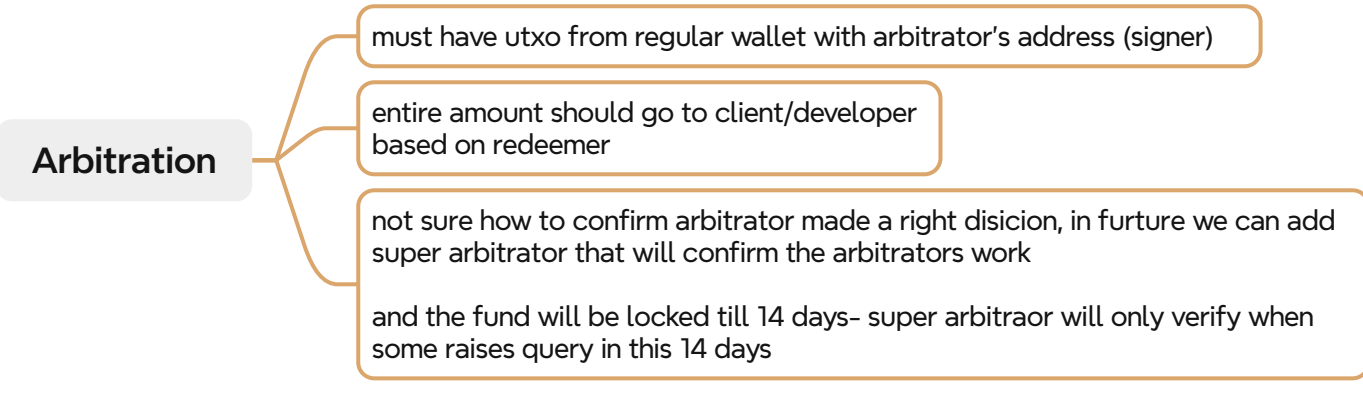 must have utxo from regular wallet with arbitrator's address (signer)
entire amount should go to client/developer
based on redeemer
Arbitration
not sure how to confirm arbitrator made a right disicion, in furture we can add
super arbitrator that will confirm the arbitrators work
and the fund will be locked till 14 days- super arbitraor will only verify when
some raises query in this 14 days